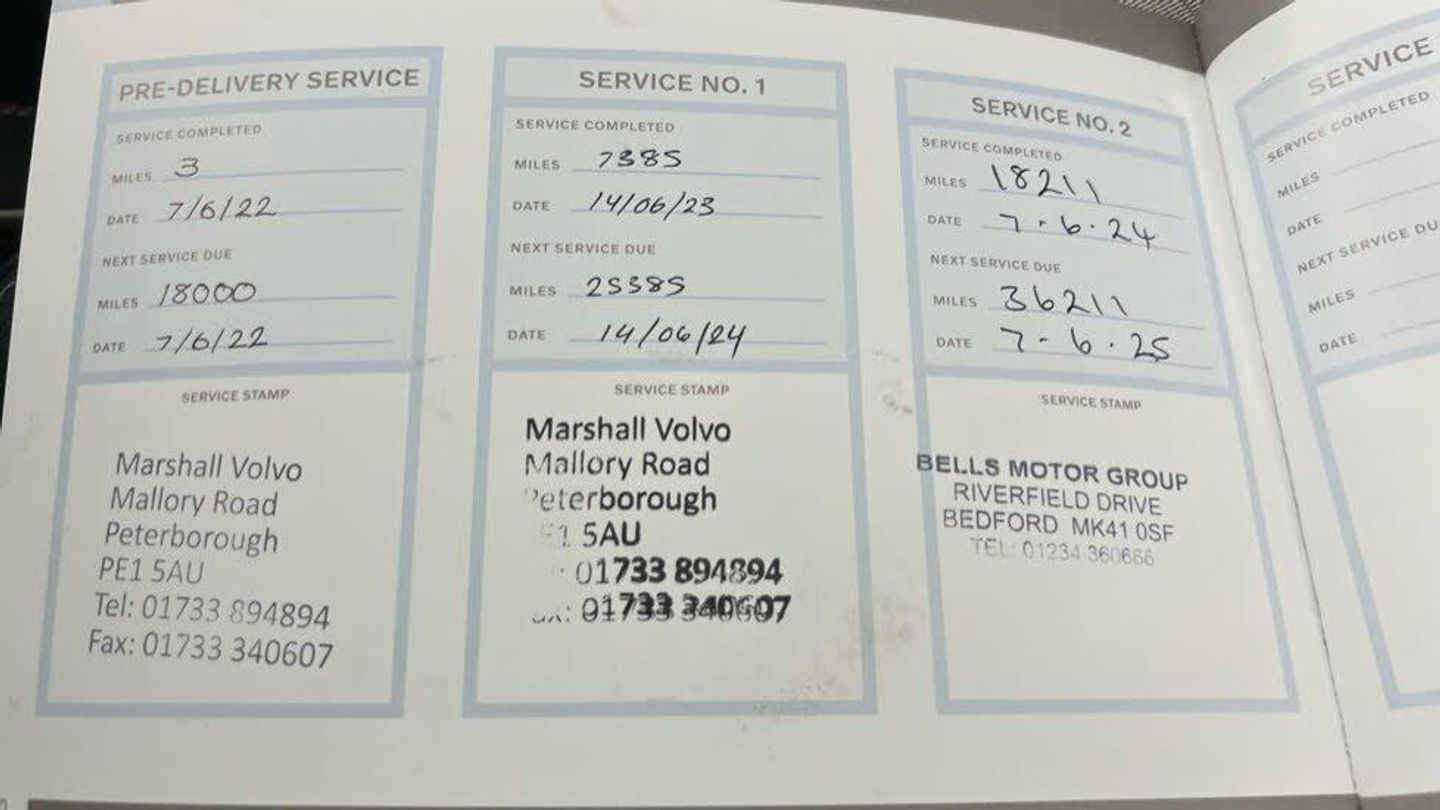 PRE-DELIVERY SERVICE
SERVICE COMPLETED
MILES 3
DATE 7/6/22
NEXT SERVICE DUE
MILES 18000
DATE 7/6/22
SERVICE STAMP
Marshall Volvo
Mallory Road
Peterborough
PE1 5AU
Tel: 01733 894894
Fax: 01733 340607
SERVICE NO. 1
SERVICE COMPLETED
MILES 7385
DATE 14/06/23
NEXT SERVICE DUE
MILES 25385
DATE 14/06/24
SERVICE STAMP
Marshall Volvo
Mallory Road
Peterborough
1 5AU
01733 894894
01733 340607
SERVICE NO. 2
SERVICE COMPLETED
MILES 18211
DATE 7-6-24
NEXT SERVICE DUE
MILES 36211
DATE 7-6-25
SERVICE STAMP
BELLS MOTOR GROUP
RIVERFIELD DRIVE
BEDFORD MK41 0SF
TEL: 01234 360666
SERVICE
SERVICE COMPLETED
MILES
DATE
NEXT SERVICE DU
MILES
DATE